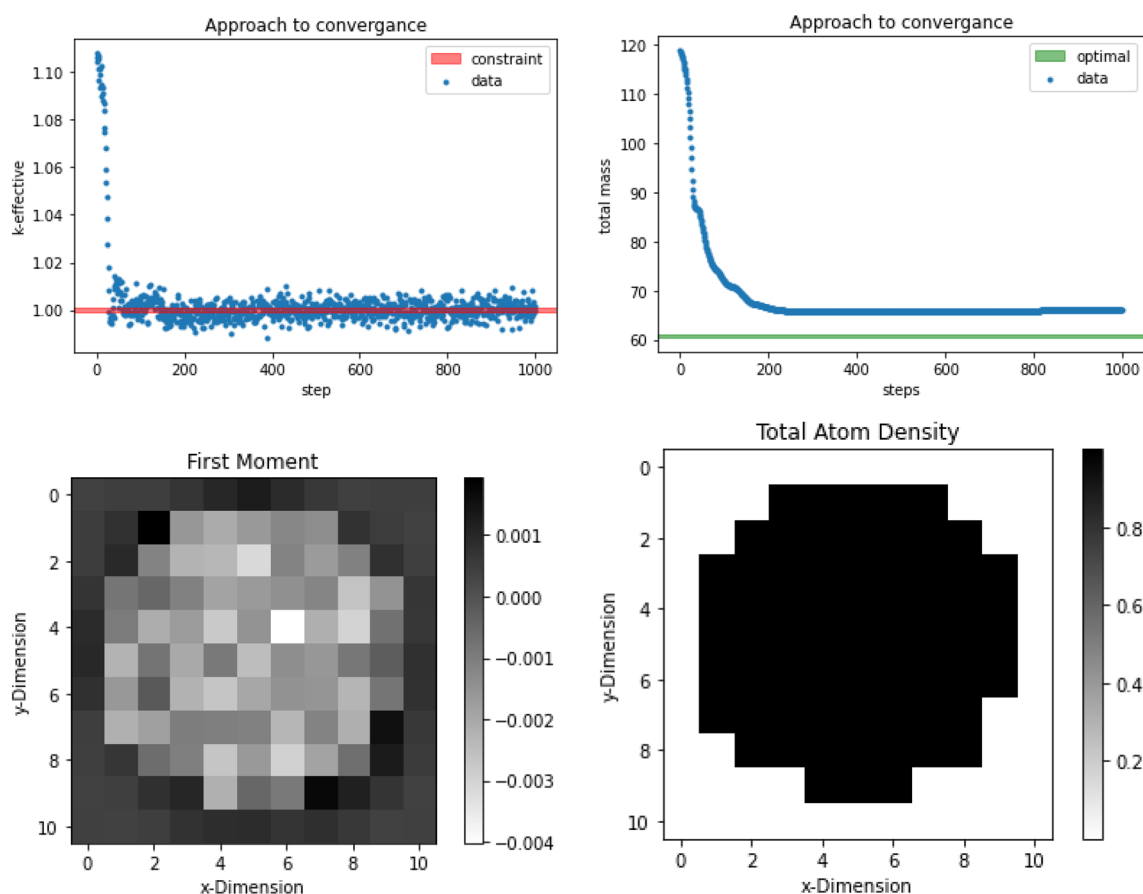 Approach to convergance
constraint
data
1.10
1.08
1.06
1.04
1.02
1.00
k-effective
0 200 400 600 800 1000
step
Approach to convergance
optimal
data
120
110
100
90
80
70
60
total mass
0 200 400 600 800 1000
steps
First Moment
0
2
4
6
8
10
y-Dimension
0 2 4 6 8 10
x-Dimension
0.001
0.000
−0.001
−0.002
−0.003
−0.004
Total Atom Density
0
2
4
6
8
10
y-Dimension
0 2 4 6 8 10
x-Dimension
0.8
0.6
0.4
0.2